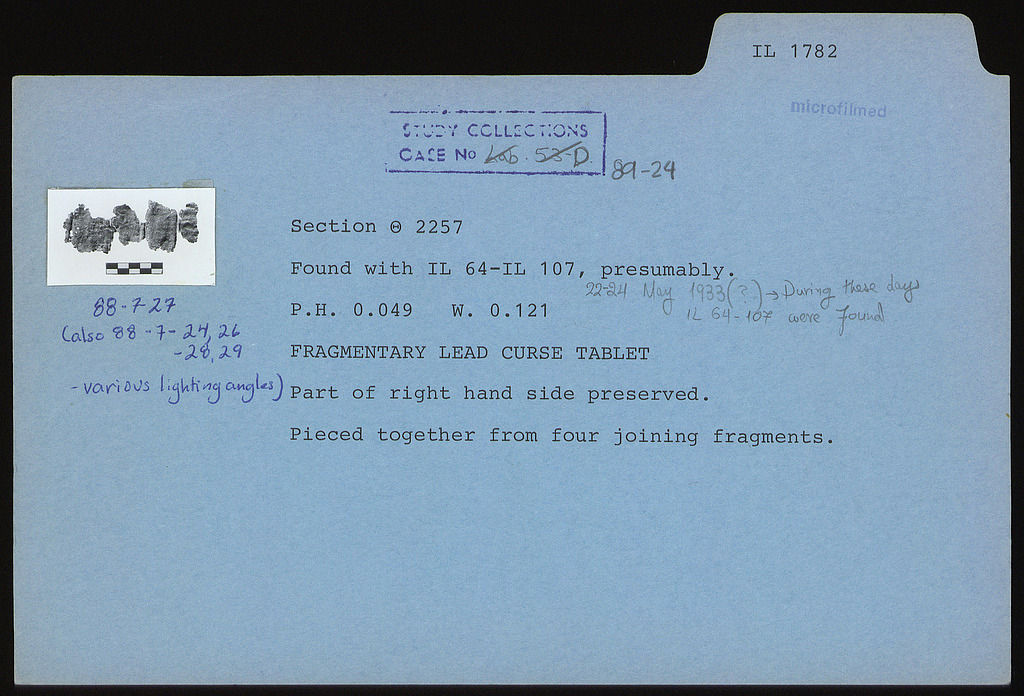 IL 1782
microfilmed
STUDY COLLECTIONS
CASE No Lab. 53-D.
89-24
Section Θ 2257
Found with IL 64-IL 107, presumably.
22-24 May 1933(?)→During these days
IL 64-107 were found
P.H. 0.049 W. 0.121
FRAGMENTARY LEAD CURSE TABLET
Part of right hand side preserved.
Pieced together from four joining fragments.
88-7-27
(also 88-7-24, 26
-28, 29
-various lighting angles)